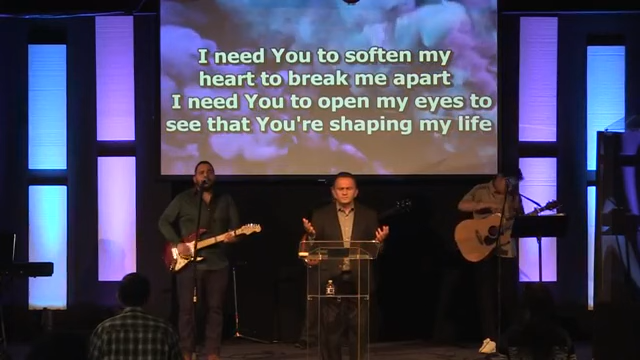 I need You to soften my
heart to break me apart
I need You to open my eyes to
see that You're shaping my life